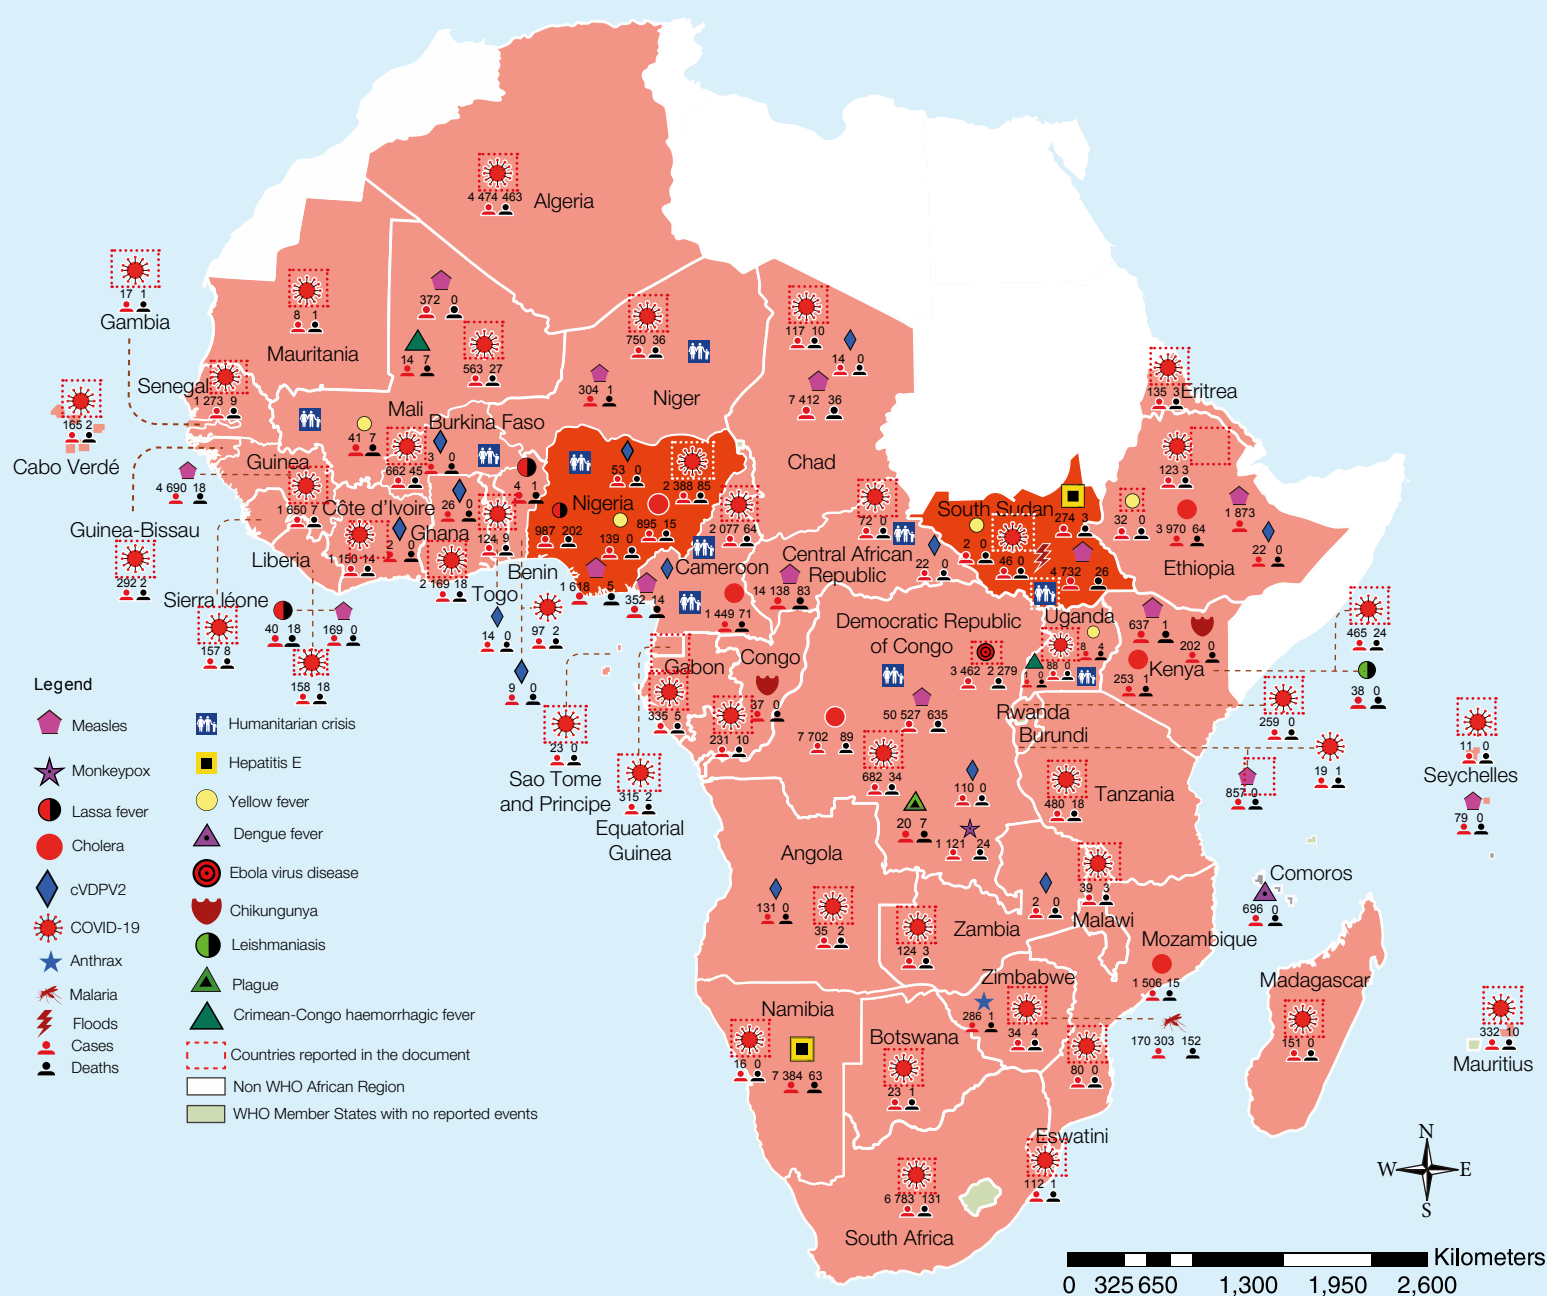 4 474 463
Algeria
17 1
Gambia
8 1
Mauritania
372 0
14 7
563 27
Mali
750 36
304 1
Niger
117 10
14 0
7 412 36
Chad
135 3
Eritrea
Senegal
1 273 9
165 2
Cabo Verdé
41 7
Burkina Faso
662 45
3 0
4 1
Guinea
4 690 18
1 650 7
Guinea-Bissau
292 2
Côte d'Ivoire
1 150 14
2 0
26 0
Ghana
2 169 18
124 9
Benin
Togo
Liberia
Sierra léone
157 8
40 18
169 0
158 18
14 0
97 2
9 0
53 0
2 388 85
Nigeria
987 202
139 0
895 15
1 618 5
2 077 64
Cameroon
352 14
1 449 71
72 0
Central African
Republic
22 0
14 138 83
South Sudan
274 3
2 0
46 0
4 732 26
123 3
32 0
3 970 64
1 873
22 0
Ethiopia
Uganda
8 4
88 0
1 0
637 1
202 0
Kenya
253 1
465 24
38 0
Democratic Republic
of Congo
3 462 2 279
50 527 635
7 702 89
682 34
110 0
20 7
1 121 24
Congo
37 0
231 10
Gabon
335 5
23 0
Sao Tome
and Principe
315 2
Equatorial
Guinea
Rwanda
259 0
Burundi
19 1
857 0
11 0
Seychelles
79 0
Tanzania
480 18
Angola
131 0
35 2
Zambia
2 0
124 3
39 3
Malawi
Comoros
696 0
Mozambique
1 506 15
80 0
Zimbabwe
286 1
34 4
170 303 152
Madagascar
151 0
332 10
Mauritius
Namibia
16 0
7 384 63
Botswana
23 1
Eswatini
112 1
6 783 131
South Africa
Legend
Measles
Monkeypox
Lassa fever
Cholera
cVDPV2
COVID-19
Anthrax
Malaria
Floods
Cases
Deaths
Humanitarian crisis
Hepatitis E
Yellow fever
Dengue fever
Ebola virus disease
Chikungunya
Leishmaniasis
Plague
Crimean-Congo haemorrhagic fever
Countries reported in the document
Non WHO African Region
WHO Member States with no reported events
N
W E
S
Kilometers
0 325 650 1,300 1,950 2,600